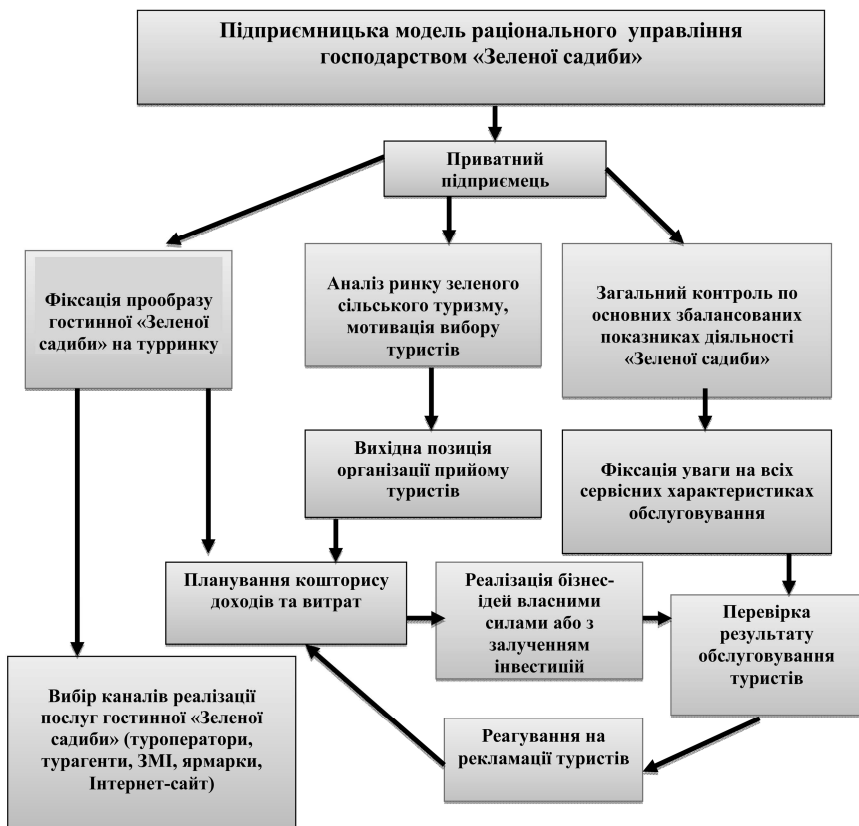 Підприємницька модель раціонального управління
господарством «Зеленої садиби»
Приватний
підприємець
Фіксація прообразу
гостинної «Зеленої
садиби» на турринку
Аналіз ринку зеленого
сільського туризму,
мотивація вибору
туристів
Загальний контроль по
основних збалансованих
показниках діяльності
«Зеленої садиби»
Вихідна позиція
організації прийому
туристів
Фіксація уваги на всіх
сервісних характеристиках
обслуговування
Планування кошторису
доходів та витрат
Реалізація бізнес-
ідей власними
силами або з
залученням
інвестицій
Перевірка
результату
обслуговування
туристів
Вибір каналів реалізації
послуг гостинної «Зеленої
садиби» (туроператори,
турагенти, ЗМІ, ярмарки,
Інтернет-сайт)
Реагування на
рекламації туристів